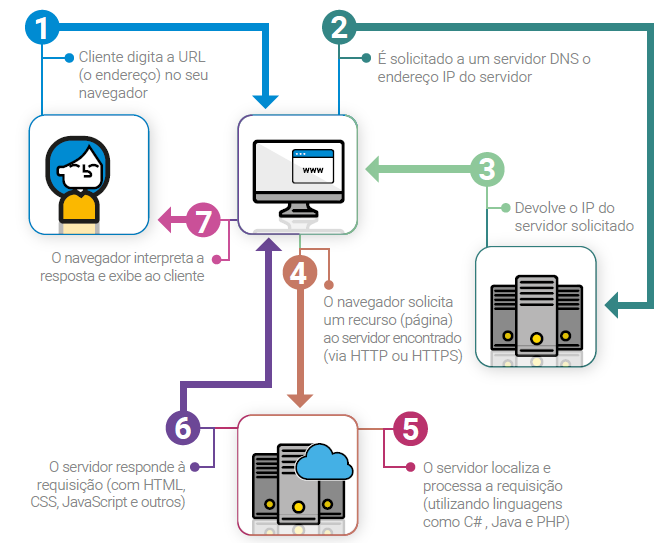 1
Cliente digita a URL
(o endereço) no seu
navegador
2
É solicitado a um servidor DNS o
endereço IP do servidor
www
3
Devolve o IP do
servidor solicitado
7
O navegador interpreta a
resposta e exibe ao cliente
4
O navegador solicita
um recurso (página)
ao servidor encontrado
(via HTTP ou HTTPS)
6
O servidor responde à
requisição (com HTML,
CSS, JavaScript e outros)
5
O servidor localiza e
processa a requisição
(utilizando linguagens
como C# , Java e PHP)